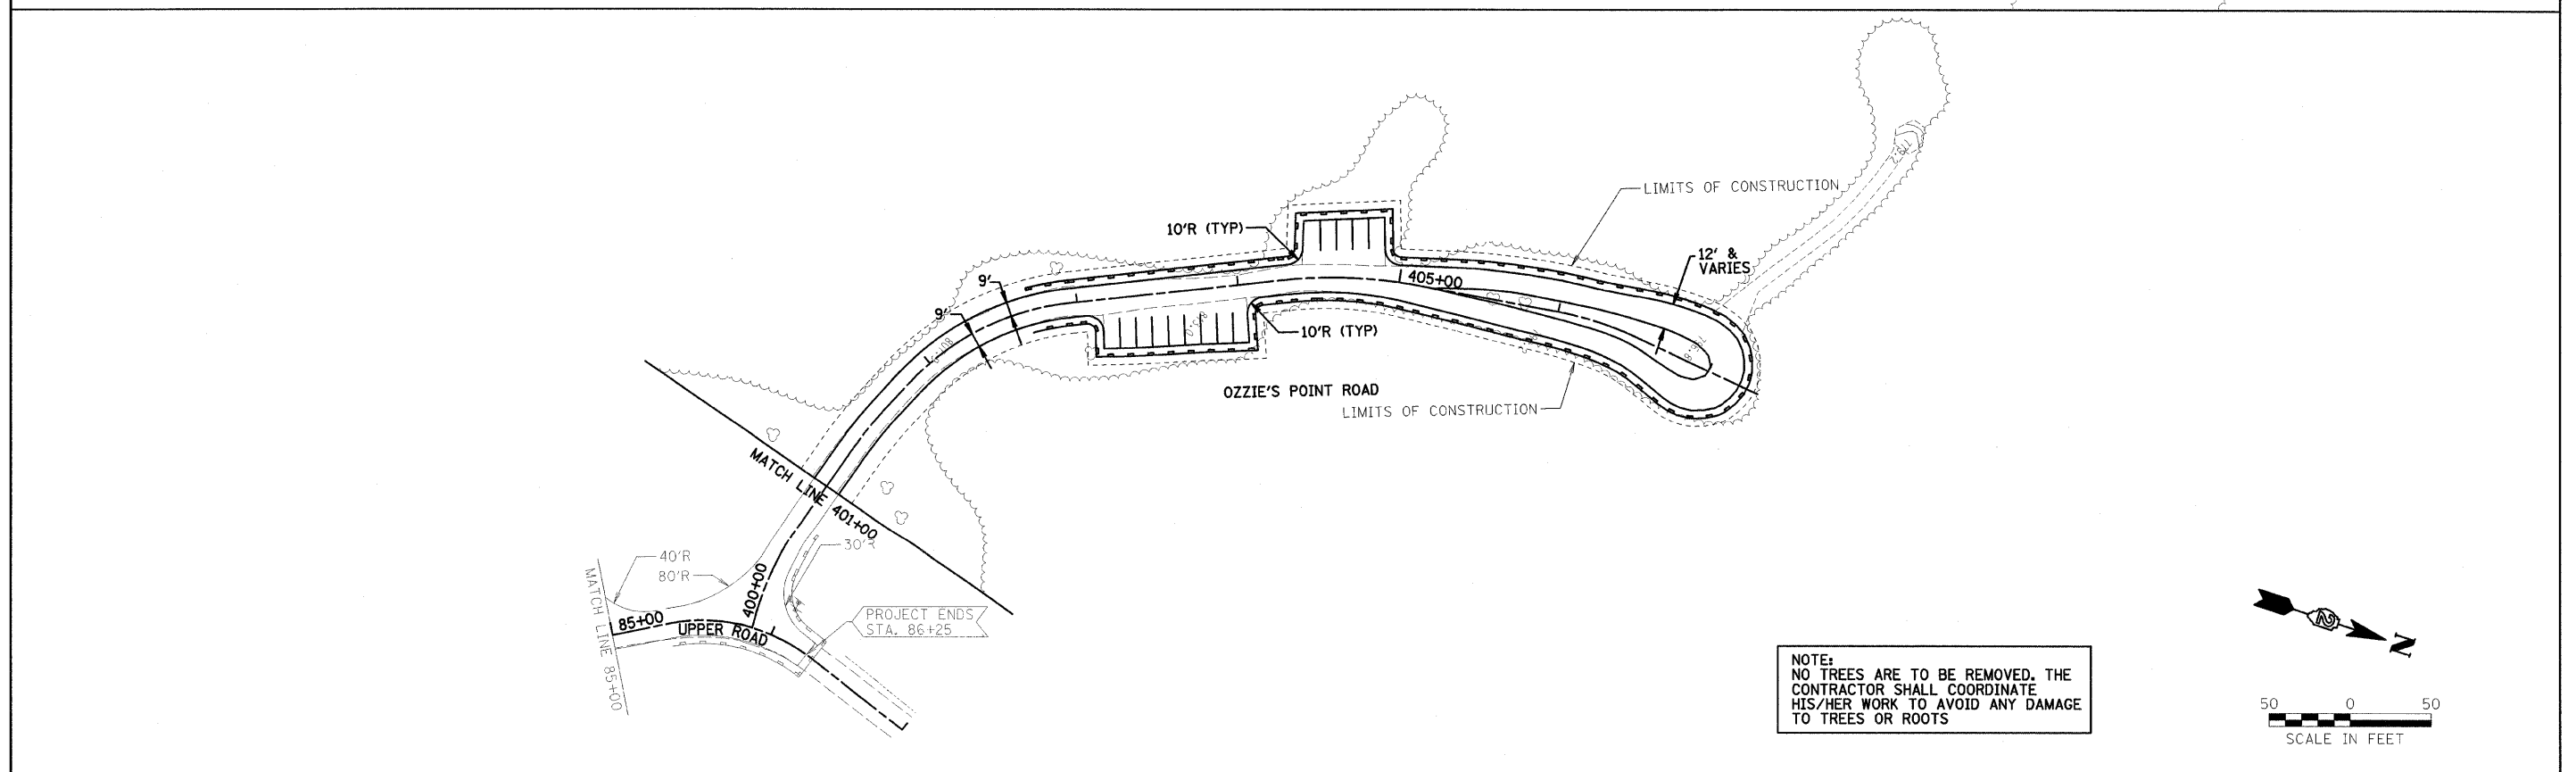 LIMITS OF CONSTRUCTION
10'R (TYP)
12' &
VARIES
9'
405+00
9'
10'R (TYP)
OZZIE'S POINT ROAD
LIMITS OF CONSTRUCTION
MATCH LINE 401+00
30'R
40'R
80'R
400+00
MATCH LINE 85+00
85+00
UPPER ROAD
PROJECT ENDS
STA. 86+25
NOTE:
NO TREES ARE TO BE REMOVED. THE
CONTRACTOR SHALL COORDINATE
HIS/HER WORK TO AVOID ANY DAMAGE
TO TREES OR ROOTS
N
50 0 50
SCALE IN FEET